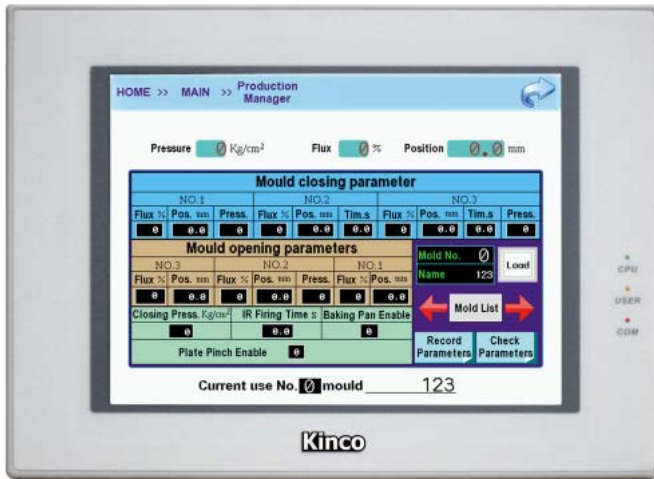 HOME >> MAIN >> Production Manager
Pressure 0 Kg/cm² Flux 0 % Position 0.0 mm
Mould closing parameter
NO.1 NO.2 NO.3
Flux % Pos. mm Press. Flux % Pos. mm Tim.s Flux % Pos. mm Tim.s Press.
0 0.0 0 0 0.0 0.0 0 0.0 0.0 0
Mould opening parameters
NO.3 NO.2 NO.1
Flux % Pos. mm Flux % Pos. mm Press. Flux % Pos. mm
0 0.0 0 0.0 0 0 0.0
Mold No. 0
Name 123
Load
Closing Press. Kg/cm² IR Firing Time s Baking Pan Enable
0 0.0 0
Mold List
Plate Pinch Enable 0
Record Parameters
Check Parameters
Current use No. 0 mould 123
CPU
USER
COM
Kinco